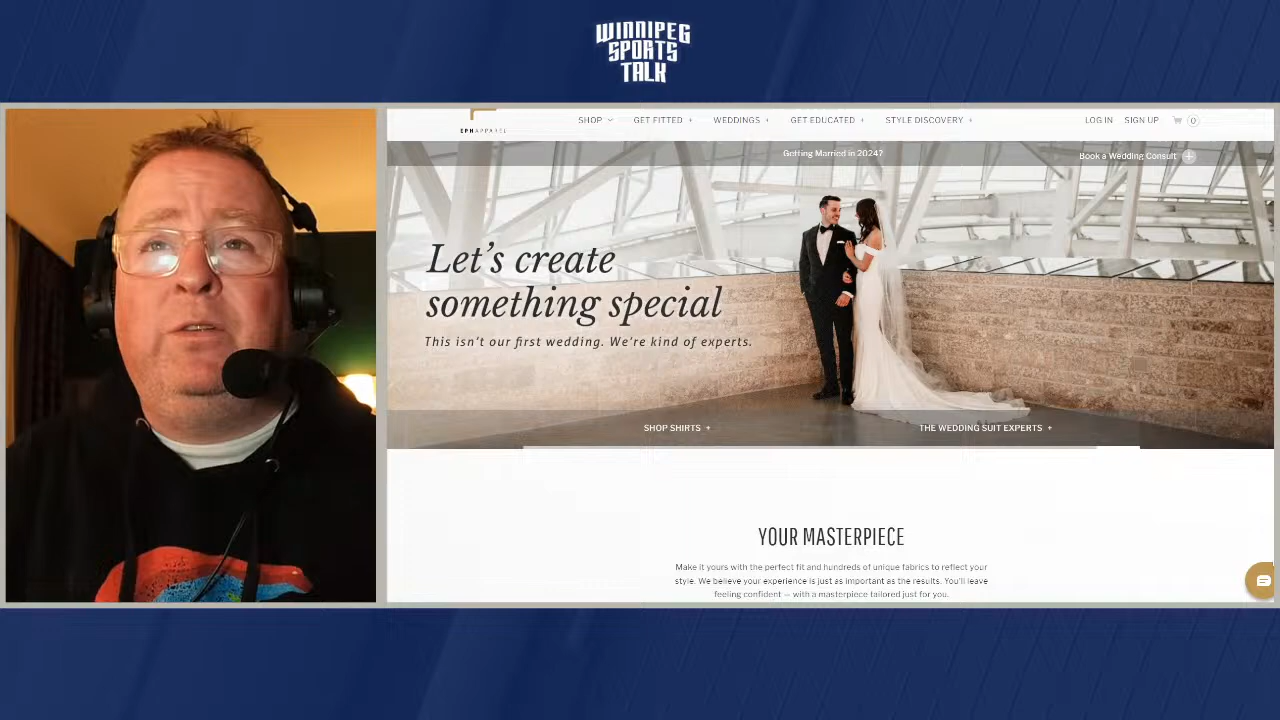 WINNIPEG
SPORTS
TALK
EPHAPPAREL
SHOP
GET FITTED +
WEDDINGS +
GET EDUCATED +
STYLE DISCOVERY +
LOG IN
SIGN UP
0
Getting Married in 2024?
Book a Wedding Consult +
Let's create
something special
This isn't our first wedding. We're kind of experts.
SHOP SHIRTS +
THE WEDDING SUIT EXPERTS +
YOUR MASTERPIECE
Make it yours with the perfect fit and hundreds of unique fabrics to reflect your
style. We believe your experience is just as important as the results. You'll leave
feeling confident — with a masterpiece tailored just for you.